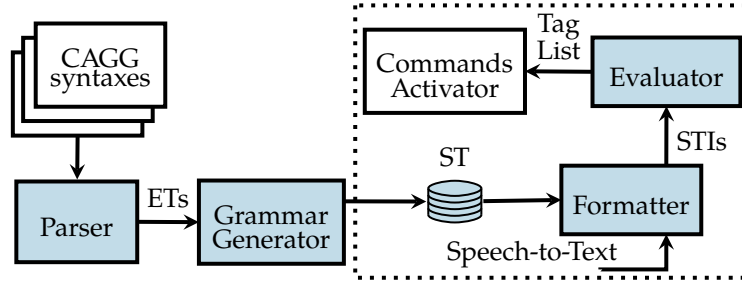 CAGG
syntaxes
Tag
List
Commands
Activator
Evaluator
STIs
ST
Parser
ETs
Grammar
Generator
Formatter
Speech-to-Text